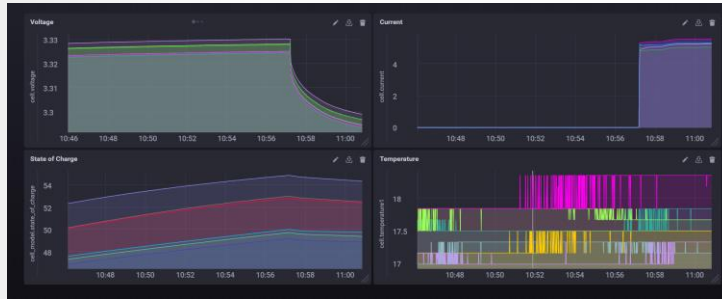 Voltage
cell.voltage
3.33
3.32
3.31
3.3
10:46 10:48 10:50 10:52 10:54 10:56 10:58 11:00
Current
cell.current
4
2
0
10:48 10:50 10:52 10:54 10:56 10:58 11:00
State of Charge
cell_model.state_of_charge
54
52
50
48
10:48 10:50 10:52 10:54 10:56 10:58 11:00
Temperature
cell.temperature1
18
17.5
17
10:48 10:50 10:52 10:54 10:56 10:58 11:00